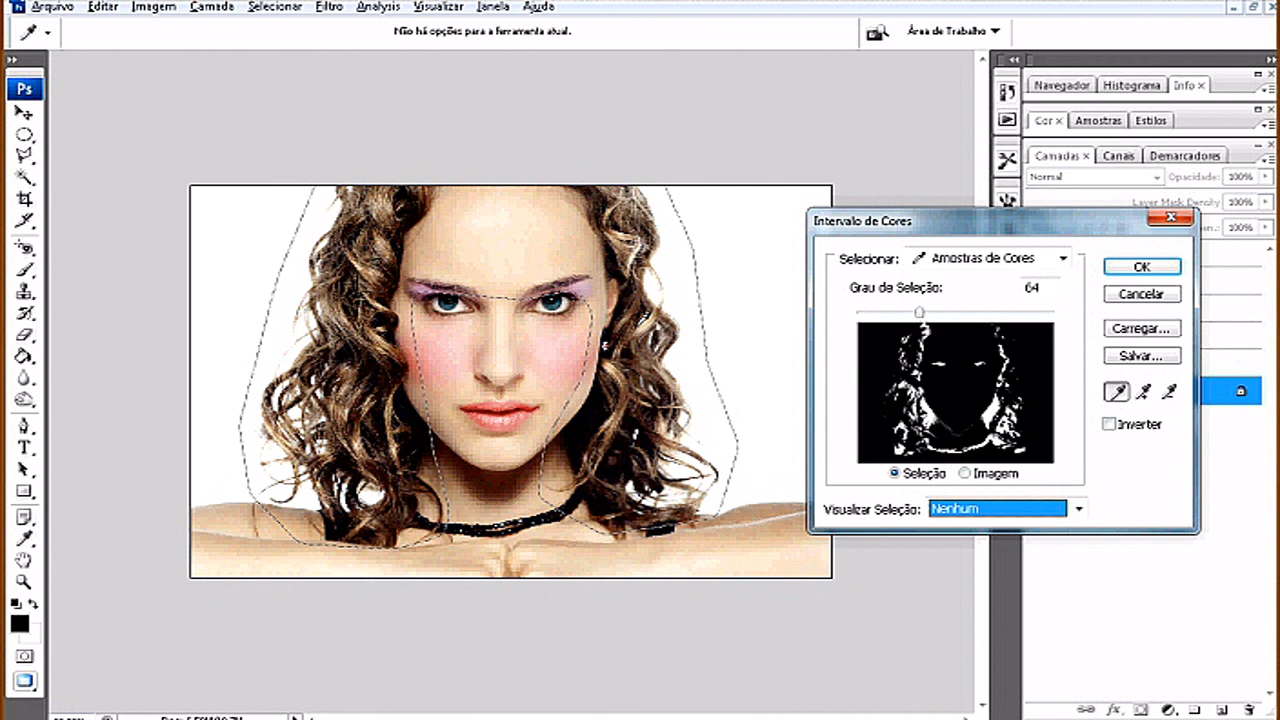 Arquivo Editar Imagem Camada Selecionar Filtro Analysis Visualizar Janela Ajuda
Não há opções para a ferramenta atual.
Área de Trabalho
Ps
Navegador Histograma Info x
Cor x Amostras Estilos
Camadas x Canais Demarcadores
Normal Opacidade: 100%
Layer Mask Density 100%
100%
Intervalo de Cores
Selecionar: Amostras de Cores
Grau de Seleção: 64
OK
Cancelar
Carregar...
Salvar...
Inverter
Seleção Imagem
Visualizar Seleção: Nenhum
T
fx